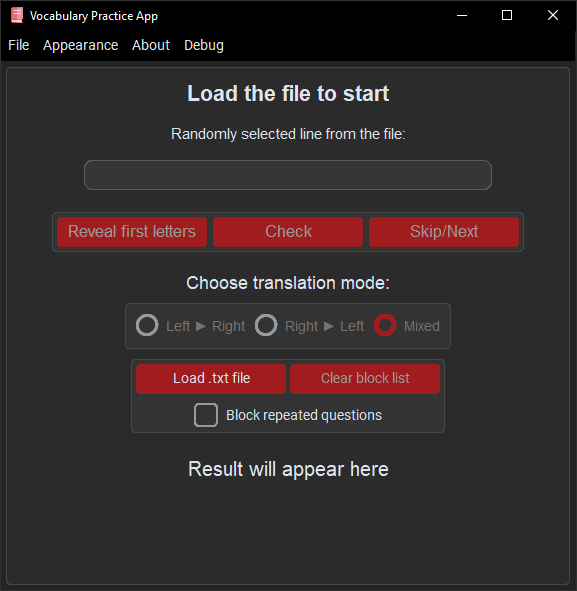 Vocabulary Practice App
File Appearance About Debug
Load the file to start
Randomly selected line from the file:
Reveal first letters Check Skip/Next
Choose translation mode:
Left ► Right Right ► Left Mixed
Load .txt file Clear block list
Block repeated questions
Result will appear here